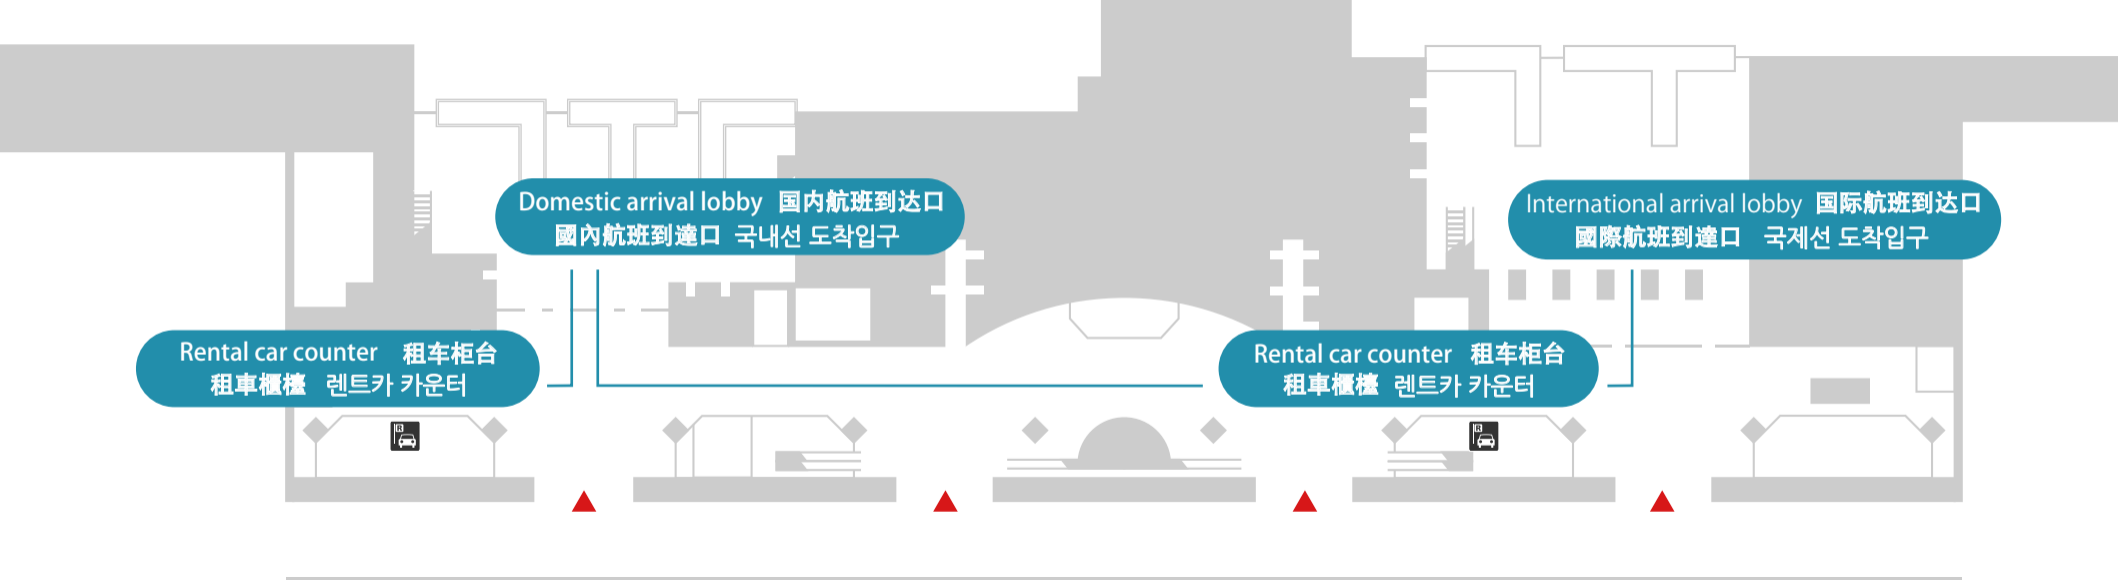 Domestic arrival lobby 国内航班到达口
國內航班到達口 국내선 도착입구
International arrival lobby 国际航班到达口
國際航班到達口 국제선 도착입구
Rental car counter 租车柜台
租車櫃檯 렌트카 카운터
R
Rental car counter 租车柜台
租車櫃檯 렌트카 카운터
R